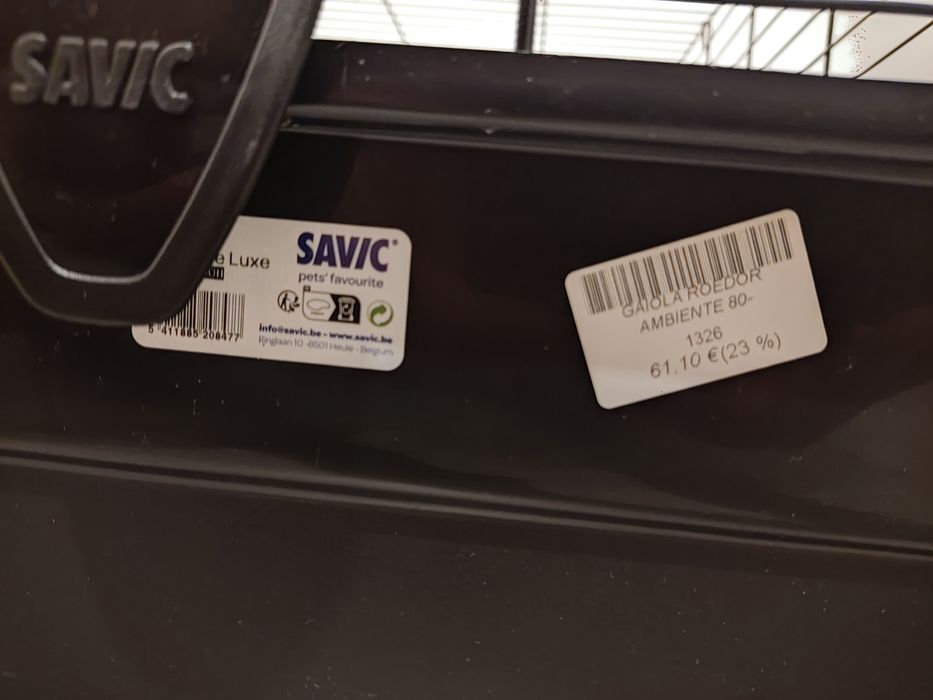 SAVIC
e Luxe
SAVIC®
pets' favourite
5 411865 208477
info@savic.be - www.savic.be
Ringlaan 10 -8501 Heule - Belgium
GAIOLA ROEDOR
AMBIENTE 80-
1326
61,10 €(23 %)